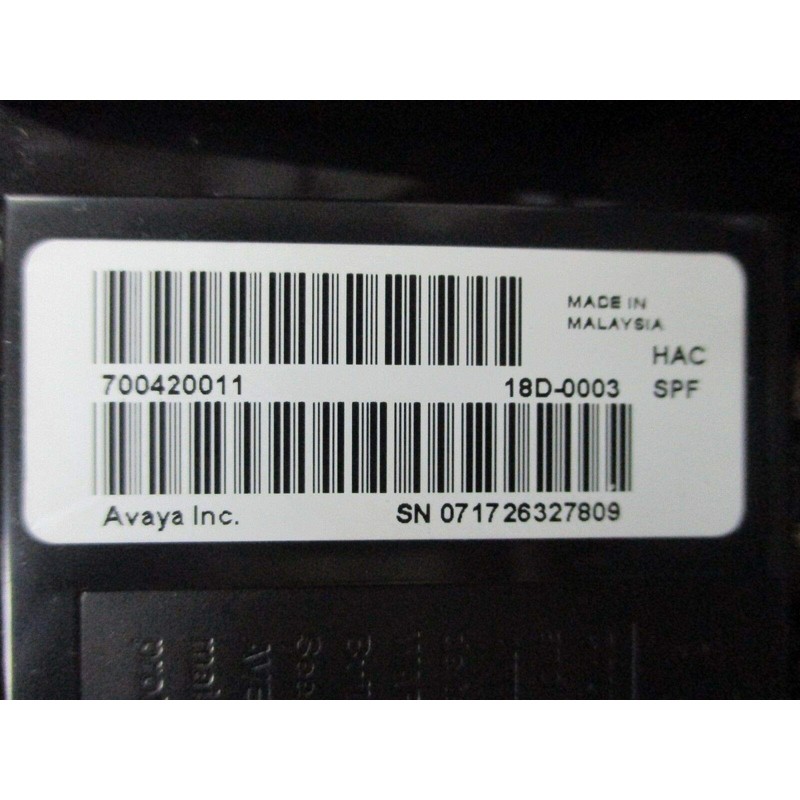 MADE IN
MALAYSIA
HAC
700420011 18D-0003 SPF
Avaya Inc. SN 071726327809